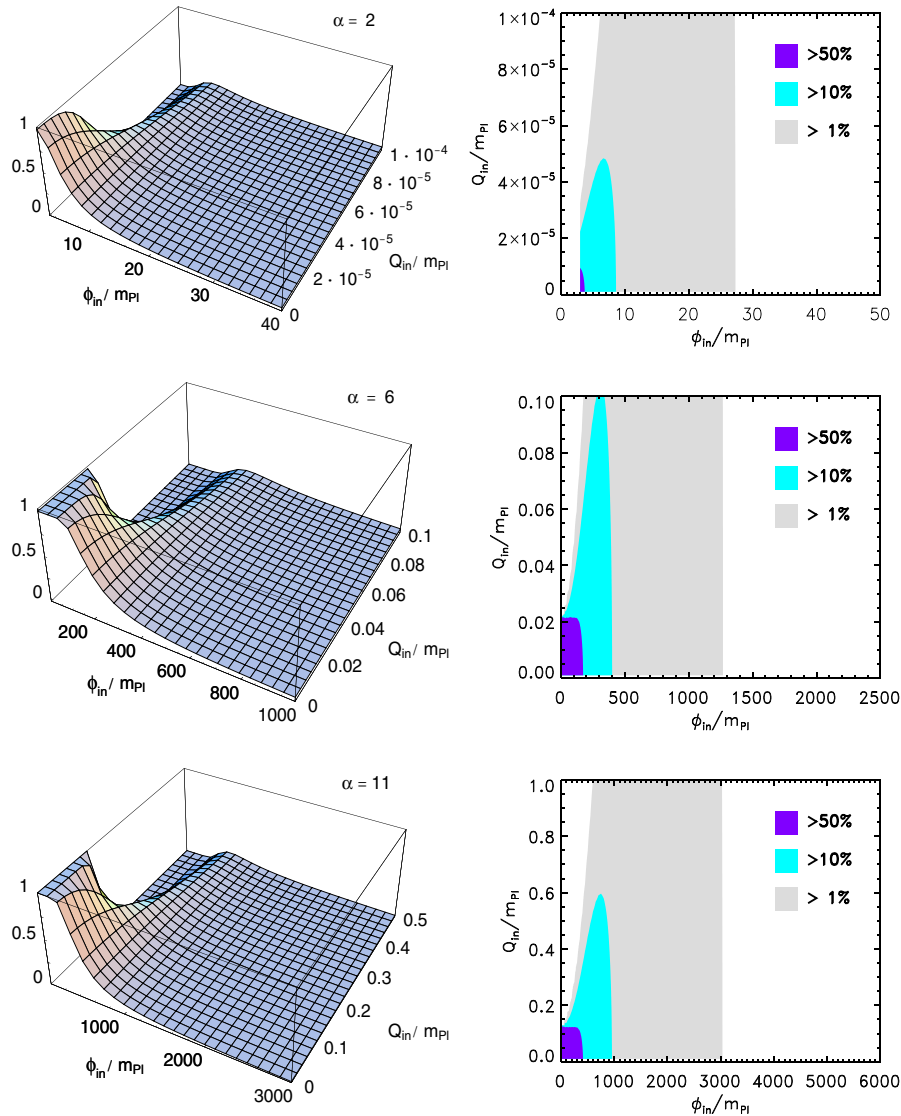 α = 2
1
0.5
0
10
20
30
40
ϕin / mPl
0
2 · 10⁻⁵
4 · 10⁻⁵
6 · 10⁻⁵
8 · 10⁻⁵
1 · 10⁻⁴
Qin / mPl
1×10⁻⁴
8×10⁻⁵
6×10⁻⁵
4×10⁻⁵
2×10⁻⁵
0
Qin/mPl
>50%
>10%
> 1%
0 10 20 30 40 50
ϕin/mPl
α = 6
1
0.5
0
200
400
600
800
1000
ϕin / mPl
0
0.02
0.04
0.06
0.08
0.1
Qin / mPl
0.10
0.08
0.06
0.04
0.02
0.00
Qin/mPl
>50%
>10%
> 1%
0 500 1000 1500 2000 2500
ϕin/mPl
α = 11
1
0.5
0
1000
2000
3000
ϕin / mPl
0
0.1
0.2
0.3
0.4
0.5
Qin / mPl
1.0
0.8
0.6
0.4
0.2
0.0
Qin/mPl
>50%
>10%
> 1%
0 1000 2000 3000 4000 5000 6000
ϕin/mPl